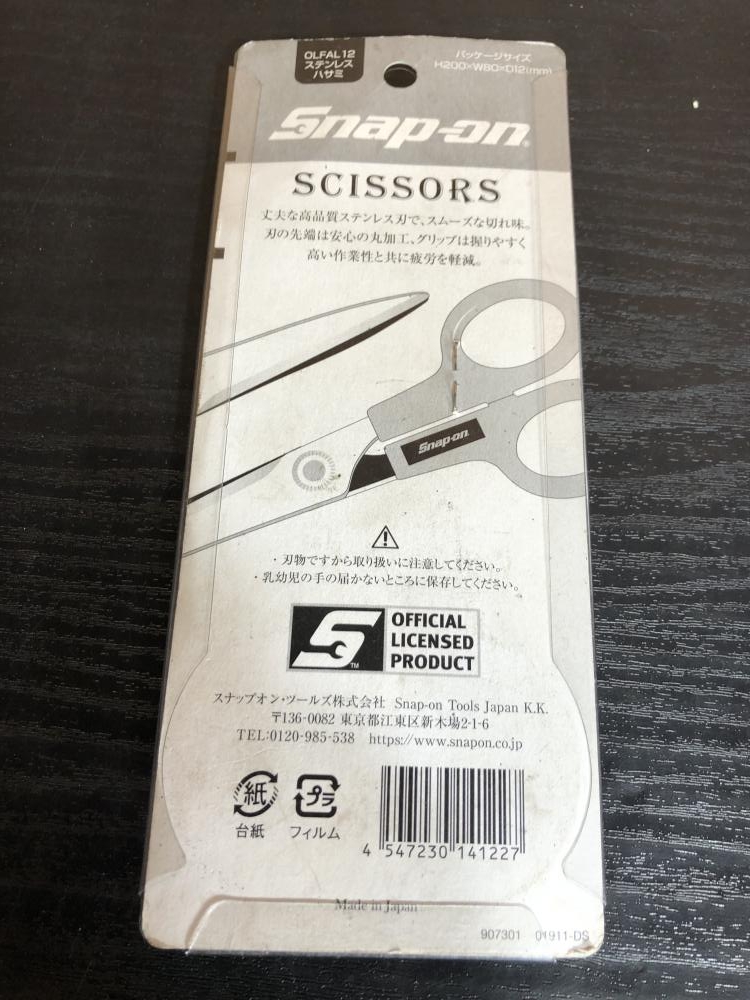 OLFAL12
ステンレス
ハサミ
パッケージサイズ
H200×W80×D12(mm)
Snap-on
SCISSORS
丈夫な高品質ステンレス刃で、スムーズな切れ味。
刃の先端は安心の丸加工、グリップは握りやすく
高い作業性と共に疲労を軽減。
Snap-on
・刃物ですから取り扱いに注意してください。
・乳幼児の手の届かないところに保存してください。
S TM
OFFICIAL
LICENSED
PRODUCT
スナップオン・ツールズ株式会社 Snap-on Tools Japan K.K.
〒136-0082 東京都江東区新木場2-1-6
TEL:0120-985-538 https://www.snapon.co.jp
紙
台紙
プラ
フィルム
4 547230 141227
Made in Japan
907301 01911-DS